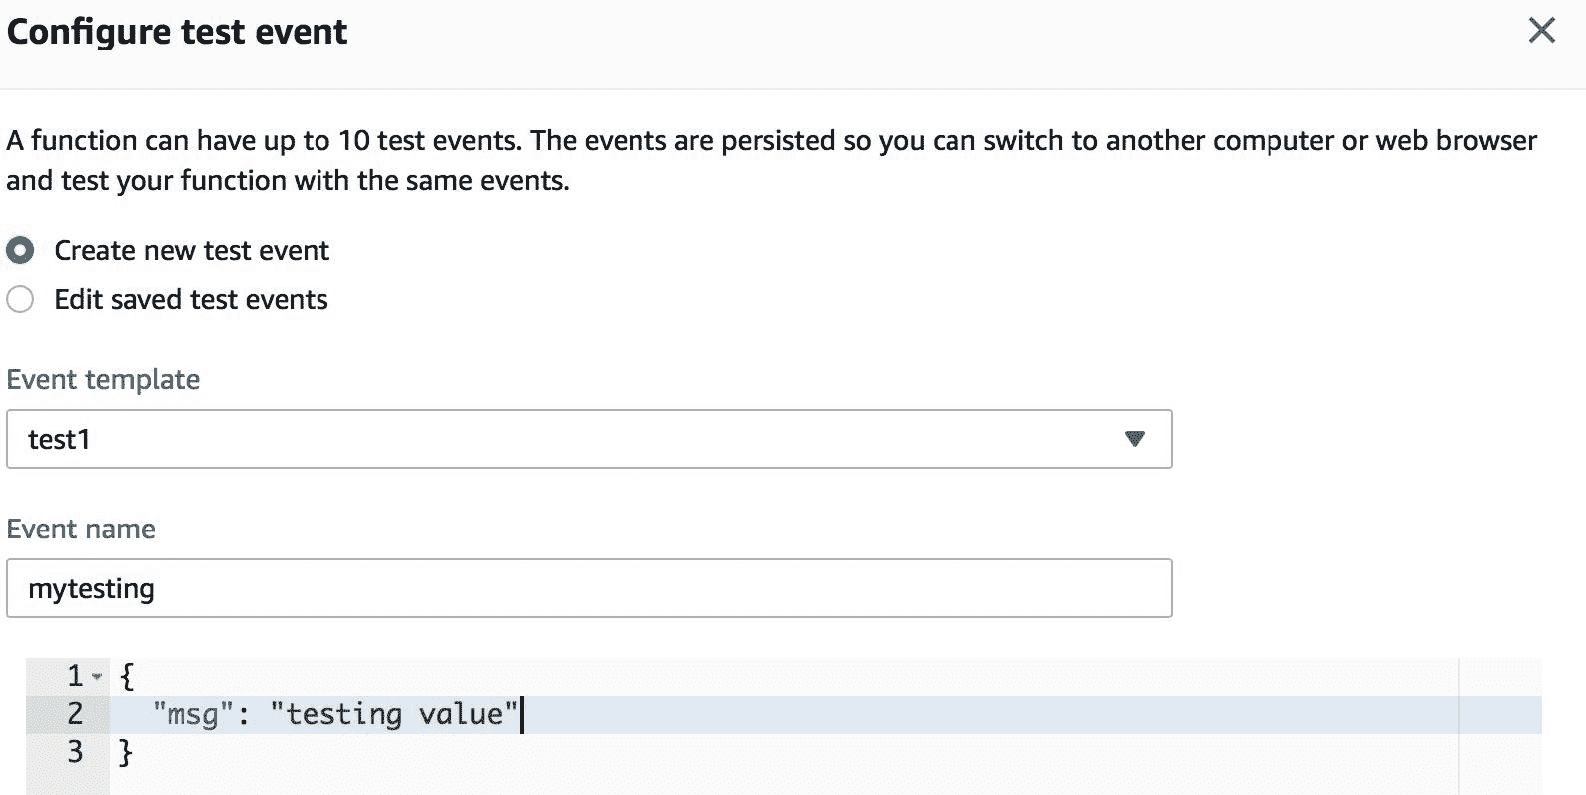 Configure test event
A function can have up to 10 test events. The events are persisted so you can switch to another computer or web browser
and test your function with the same events.
Create new test event
Edit saved test events
Event template
test1
Event name
mytesting
1 {
2 "msg": "testing value"
3 }